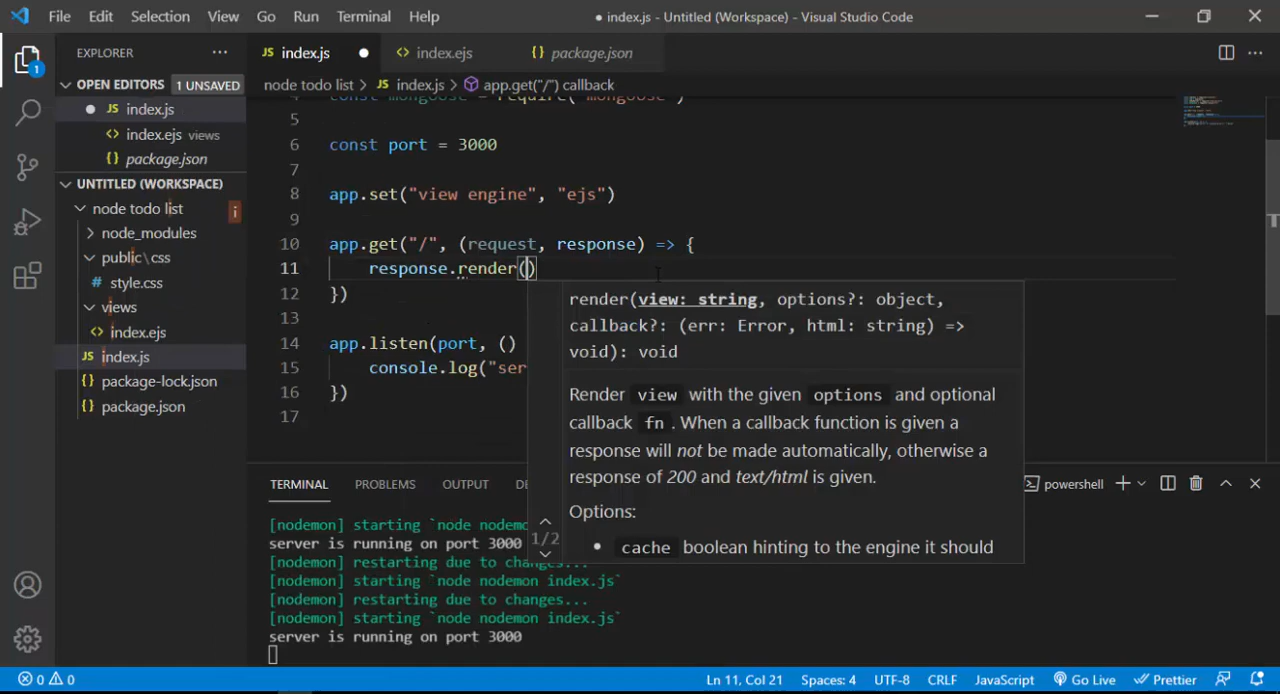 File Edit Selection View Go Run Terminal Help
● index.js - Untitled (Workspace) - Visual Studio Code
EXPLORER
OPEN EDITORS 1 UNSAVED
JS index.js
index.ejs views
package.json
UNTITLED (WORKSPACE)
node todo list
node_modules
public\css
# style.css
views
index.ejs
JS index.js
package-lock.json
package.json
JS index.js
index.ejs
package.json
node todo list > JS index.js > app.get("/") callback
4 const mongoose = require("mongoose")
5
6 const port = 3000
7
8 app.set("view engine", "ejs")
9
10 app.get("/", (request, response) => {
11 response.render()
12 })
13
14 app.listen(port, ()
15 console.log("ser
16 })
17
render(view: string, options?: object,
callback?: (err: Error, html: string) =>
void): void
Render view with the given options and optional
callback fn . When a callback function is given a
response will not be made automatically, otherwise a
response of 200 and text/html is given.
Options:
• cache boolean hinting to the engine it should
1/2
TERMINAL PROBLEMS OUTPUT DE
powershell
[nodemon] starting `node nodem
server is running on port 3000
[nodemon] restarting due to changes...
[nodemon] starting `node nodemon index.js`
[nodemon] restarting due to changes...
[nodemon] starting `node nodemon index.js`
server is running on port 3000
0 0
Ln 11, Col 21 Spaces: 4 UTF-8 CRLF JavaScript Go Live Prettier